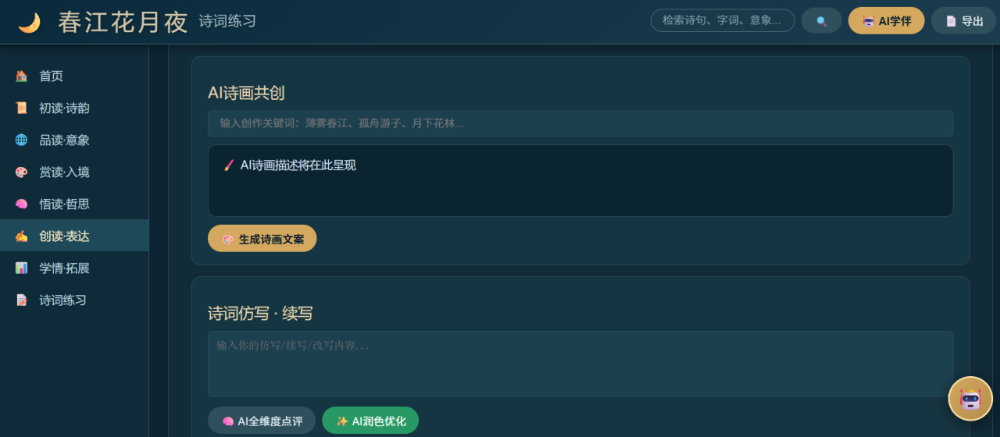 春江花月夜 诗词练习
检索诗句、字词、意象...
AI学伴
导出
首页
初读·诗韵
品读·意象
赏读·入境
悟读·哲思
创读·表达
学情·拓展
诗词练习
AI诗画共创
输入创作关键词：薄雾春江、孤舟游子、月下花林...
AI诗画描述将在此呈现
生成诗画文案
诗词仿写 · 续写
输入你的仿写/续写/改写内容...
AI全维度点评
AI润色优化